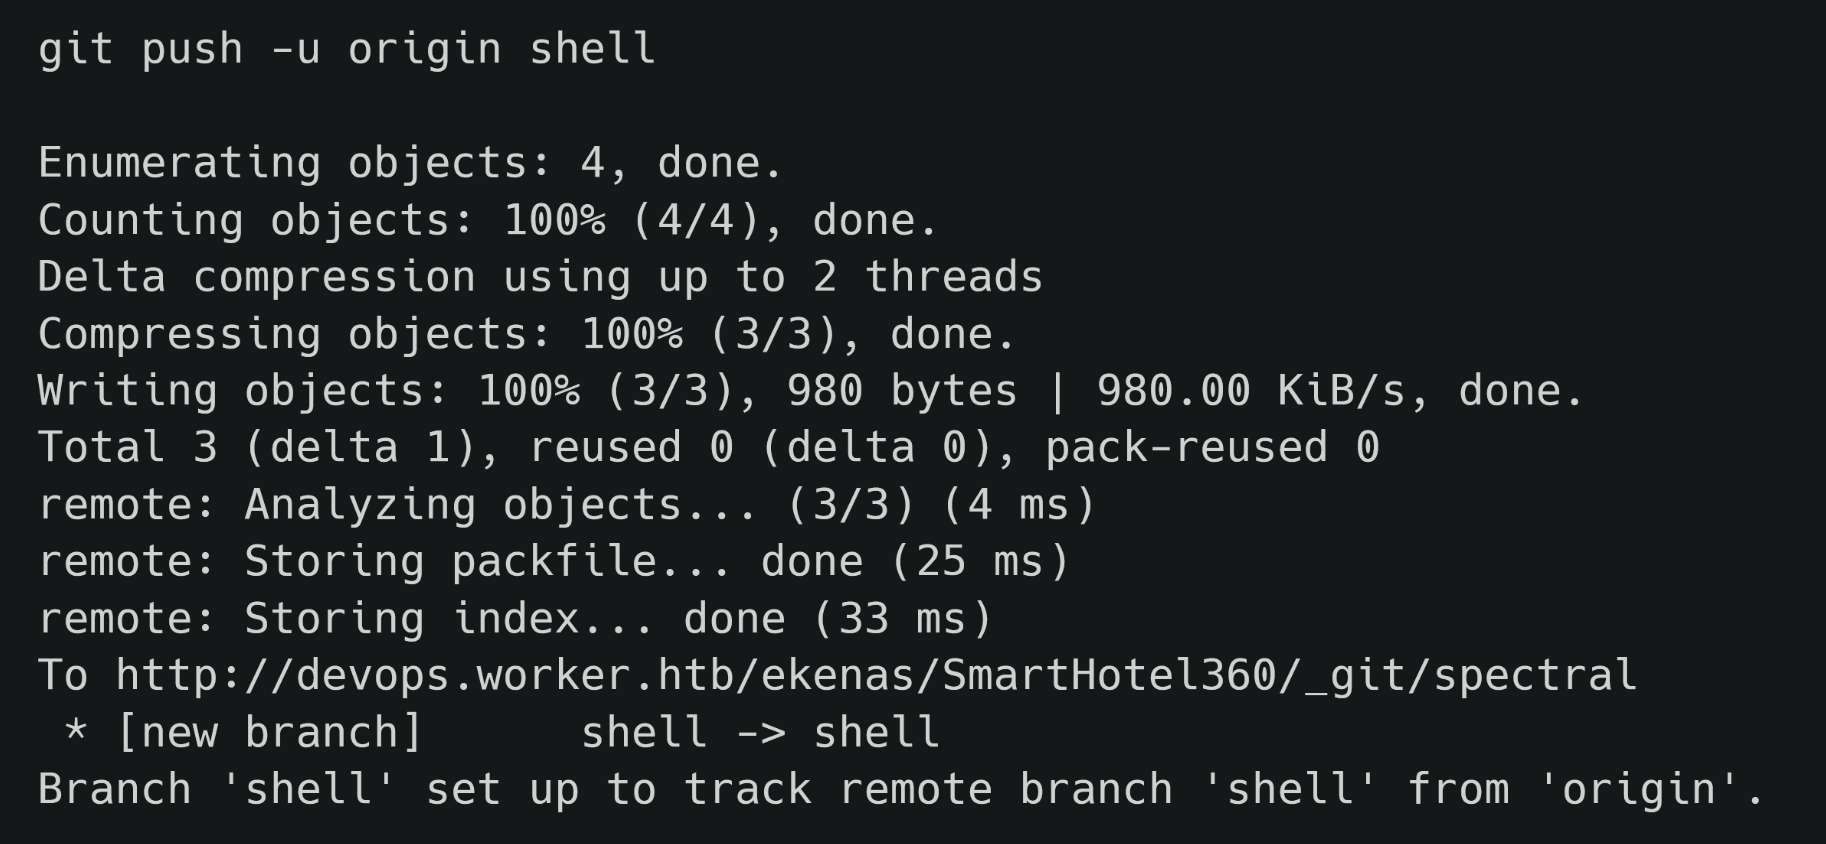 git push -u origin shell
Enumerating objects: 4, done.
Counting objects: 100% (4/4), done.
Delta compression using up to 2 threads
Compressing objects: 100% (3/3), done.
Writing objects: 100% (3/3), 980 bytes | 980.00 KiB/s, done.
Total 3 (delta 1), reused 0 (delta 0), pack-reused 0
remote: Analyzing objects... (3/3) (4 ms)
remote: Storing packfile... done (25 ms)
remote: Storing index... done (33 ms)
To http://devops.worker.htb/ekenas/SmartHotel360/_git/spectral
 * [new branch]      shell -> shell
Branch 'shell' set up to track remote branch 'shell' from 'origin'.